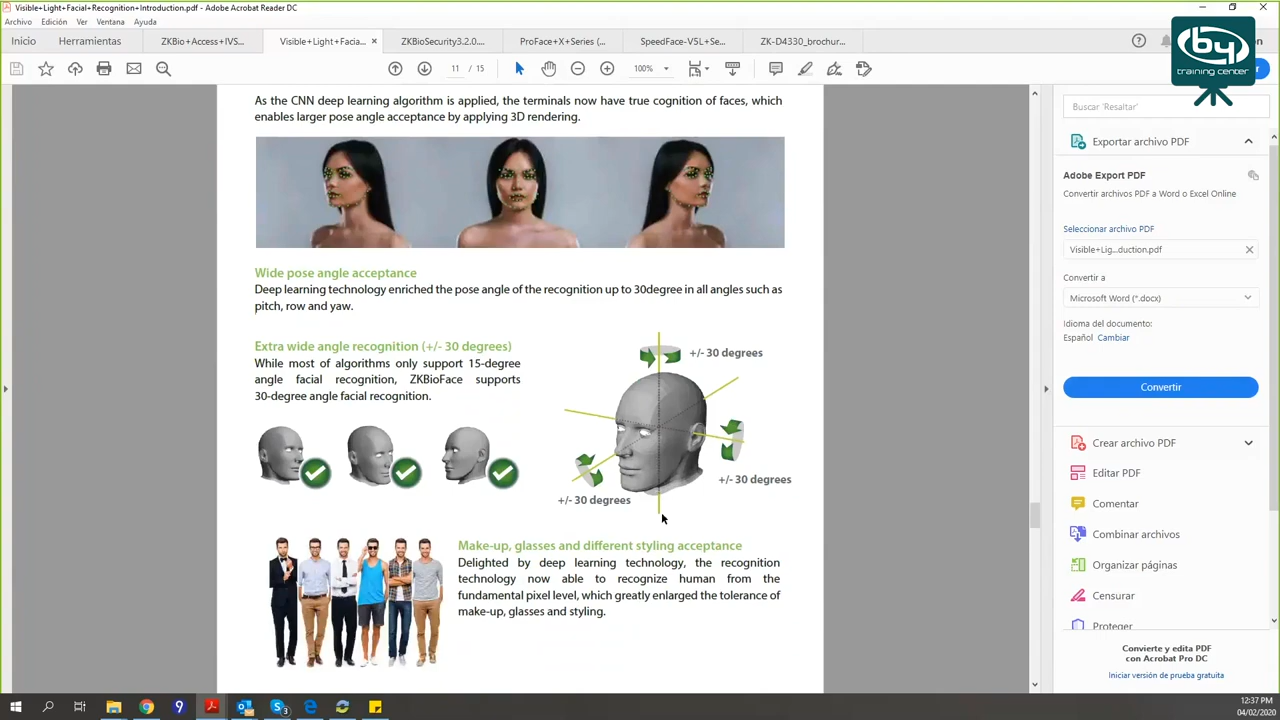 Visible+Light+Facial+Recognition+Introduction.pdf - Adobe Acrobat Reader DC
Archivo Edición Ver Ventana Ayuda
Inicio Herramientas ZKBio+Access+IVS... Visible+Light+Facia... ZKBioSecurity3.2.0... ProFace+X+Series (... SpeedFace-V5L+Se... ZK-D4330_brochur...
by
training center
11 / 15 100%
As the CNN deep learning algorithm is applied, the terminals now have true cognition of faces, which
enables larger pose angle acceptance by applying 3D rendering.
Wide pose angle acceptance
Deep learning technology enriched the pose angle of the recognition up to 30degree in all angles such as
pitch, row and yaw.
Extra wide angle recognition (+/- 30 degrees)
While most of algorithms only support 15-degree
angle facial recognition, ZKBioFace supports
30-degree angle facial recognition.
+/- 30 degrees
+/- 30 degrees
+/- 30 degrees
Make-up, glasses and different styling acceptance
Delighted by deep learning technology, the recognition
technology now able to recognize human from the
fundamental pixel level, which greatly enlarged the tolerance of
make-up, glasses and styling.
Buscar 'Resaltar'
Exportar archivo PDF
Adobe Export PDF
Convertir archivos PDF a Word o Excel Online
Seleccionar archivo PDF
Visible+Lig...duction.pdf
Convertir a
Microsoft Word (*.docx)
Idioma del documento:
Español Cambiar
Convertir
Crear archivo PDF
Editar PDF
Comentar
Combinar archivos
Organizar páginas
Censurar
Proteger
Convierte y edita PDF
con Acrobat Pro DC
Iniciar versión de prueba gratuita
12:37 PM
04/02/2020